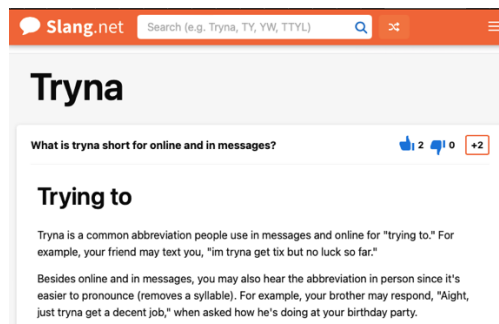 Slang.net
Search (e.g. Tryna, TY, YW, TTYL)
Tryna
What is tryna short for online and in messages? 2 0 +2
Trying to
Tryna is a common abbreviation people use in messages and online for "trying to." For
example, your friend may text you, "im tryna get tix but no luck so far."
Besides online and in messages, you may also hear the abbreviation in person since it's
easier to pronounce (removes a syllable). For example, your brother may respond, "Aight,
just tryna get a decent job," when asked how he's doing at your birthday party.